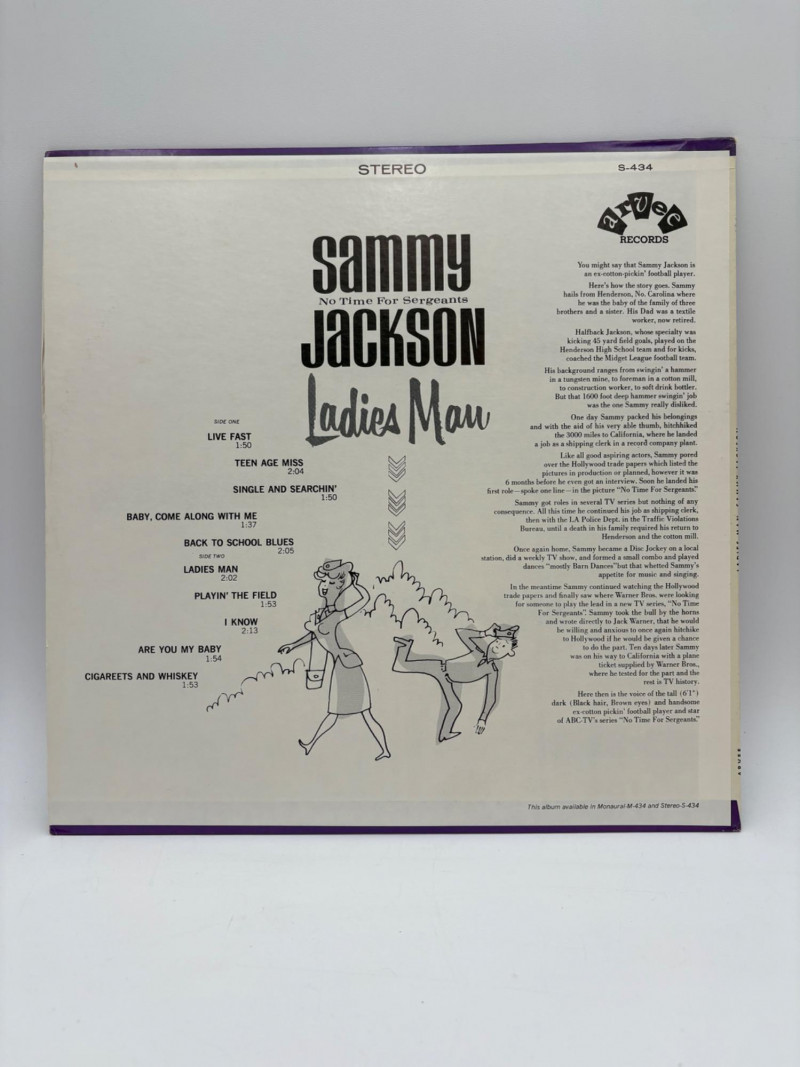 STEREO
S-434
arvee
RECORDS
sammy
No Time For Sergeants
JACKSON
Ladies Man
SIDE ONE
LIVE FAST
1:50
TEEN AGE MISS
2:04
SINGLE AND SEARCHIN'
1:50
BABY, COME ALONG WITH ME
1:37
BACK TO SCHOOL BLUES
2:05
SIDE TWO
LADIES MAN
2:02
PLAYIN' THE FIELD
1:53
I KNOW
2:13
ARE YOU MY BABY
1:54
CIGAREETS AND WHISKEY
1:53
You might say that Sammy Jackson is
an ex-cotton-pickin' football player.
Here's how the story goes. Sammy
hails from Henderson, No. Carolina where
he was the baby of the family of three
brothers and a sister. His Dad was a textile
worker, now retired.
Halfback Jackson, whose specialty was
kicking 45 yard field goals, played on the
Henderson High School team and for kicks,
coached the Midget League football team.
His background ranges from swingin' a hammer
in a tungsten mine, to foreman in a cotton mill,
to construction worker, to soft drink bottler.
But that 1600 foot deep hammer swingin' job
was the one Sammy really disliked.
One day Sammy packed his belongings
and with the aid of his very able thumb, hitchhiked
the 3000 miles to California, where he landed
a job as a shipping clerk in a record company plant.
Like all good aspiring actors, Sammy pored
over the Hollywood trade papers which listed the
pictures in production or planned, however it was
6 months before he even got an interview. Soon he landed his
first role—spoke one line—in the picture "No Time For Sergeants."
Sammy got roles in several TV series but nothing of any
consequence. All this time he continued his job as shipping clerk,
then with the LA Police Dept. in the Traffic Violations
Bureau, until a death in his family required his return to
Henderson and the cotton mill.
Once again home, Sammy became a Disc Jockey on a local
station, did a weekly TV show, and formed a small combo and played
dances "mostly Barn Dances" but that whetted Sammy's
appetite for music and singing.
In the meantime Sammy continued watching the Hollywood
trade papers and finally saw where Warner Bros. were looking
for someone to play the lead in a new TV series, "No Time
For Sergeants". Sammy took the bull by the horns
and wrote directly to Jack Warner, that he would
be willing and anxious to once again hitchike
to Hollywood if he would be given a chance
to do the part. Ten days later Sammy
was on his way to California with a plane
ticket supplied by Warner Bros.,
where he tested for the part and the
rest is TV history.
Here then is the voice of the tall (6'1")
dark (Black hair, Brown eyes) and handsome
ex-cotton pickin' football player and star
of ABC-TV's series "No Time For Sergeants."
This album available in Monaural-M-434 and Stereo-S-434